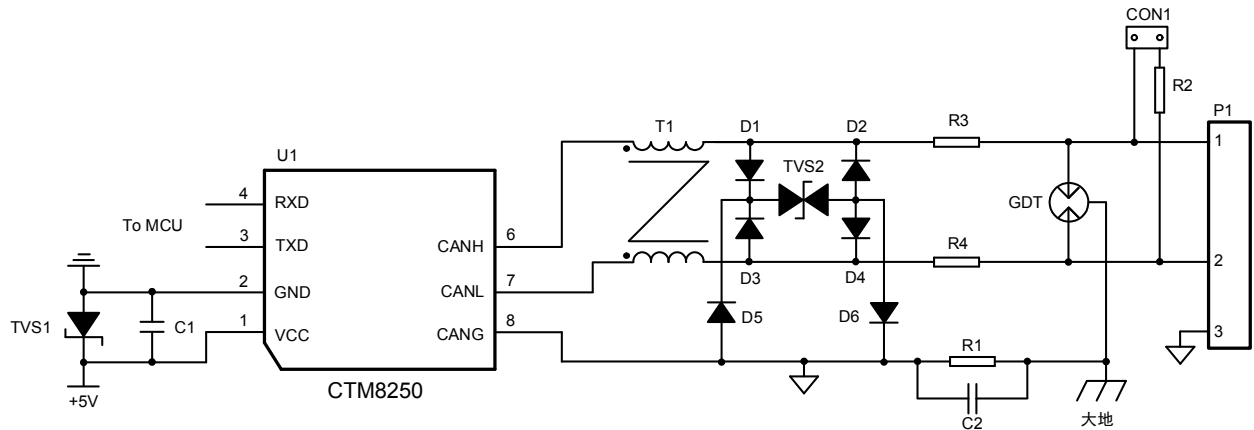 CON1
R2
P1
R3
T1
D1
D2
TVS2
U1
1
4
RXD
To MCU
3
TXD
CANH
6
GDT
R4
2
GND
CANL
7
D3
D4
2
TVS1
C1
1
VCC
CANG
8
D5
D6
3
R1
+5V
CTM8250
C2
大地